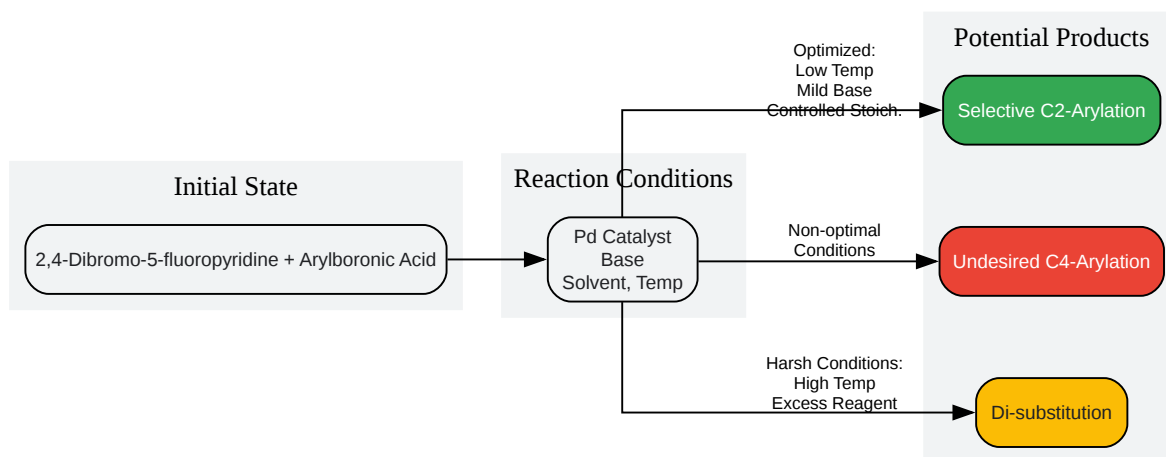 Initial State
2,4-Dibromo-5-fluoropyridine + Arylboronic Acid
Reaction Conditions
Pd Catalyst
Base
Solvent, Temp
Optimized:
Low Temp
Mild Base
Controlled Stoich.
Non-optimal
Conditions
Harsh Conditions:
High Temp
Excess Reagent
Potential Products
Selective C2-Arylation
Undesired C4-Arylation
Di-substitution